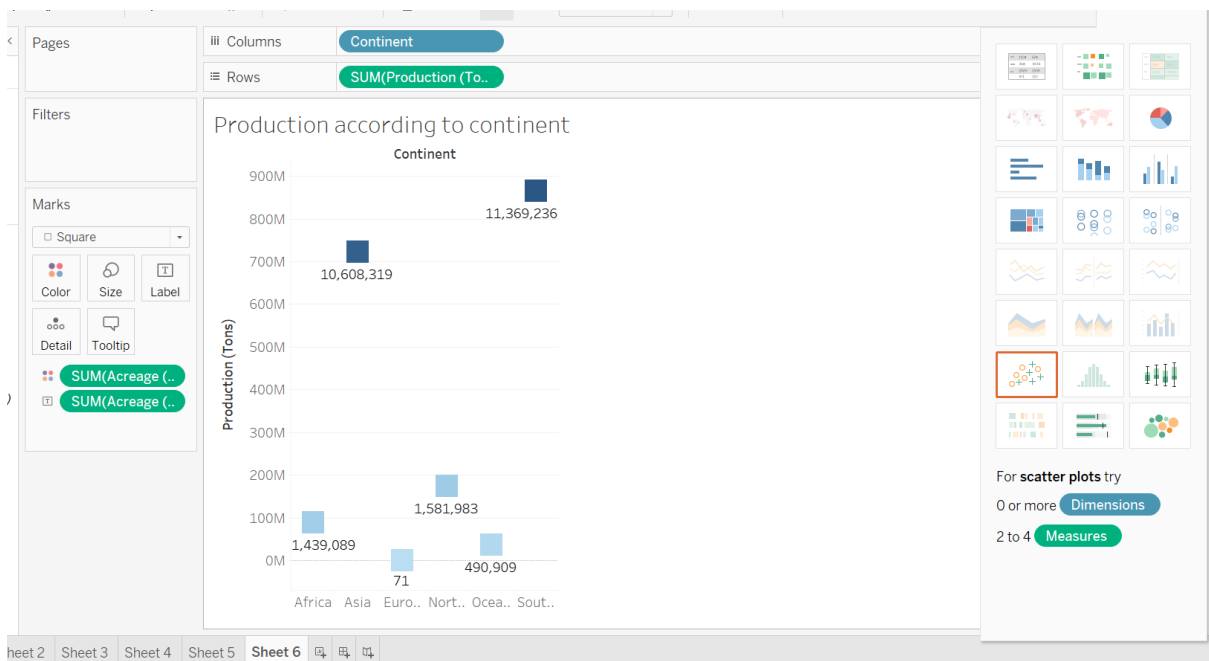 Pages
iii Columns
Continent
Rows
SUM(Production (To..
Filters
Marks
Square
Color
Size
Label
Detail
Tooltip
SUM(Acreage (..
SUM(Acreage (..
Production according to continent
Continent
900M
800M
700M
600M
500M
400M
300M
200M
100M
0M
Production (Tons)
11,369,236
10,608,319
1,581,983
1,439,089
490,909
71
Africa Asia Euro.. Nort.. Ocea.. Sout..
For scatter plots try
0 or more Dimensions
2 to 4 Measures
heet 2 Sheet 3 Sheet 4 Sheet 5 Sheet 6